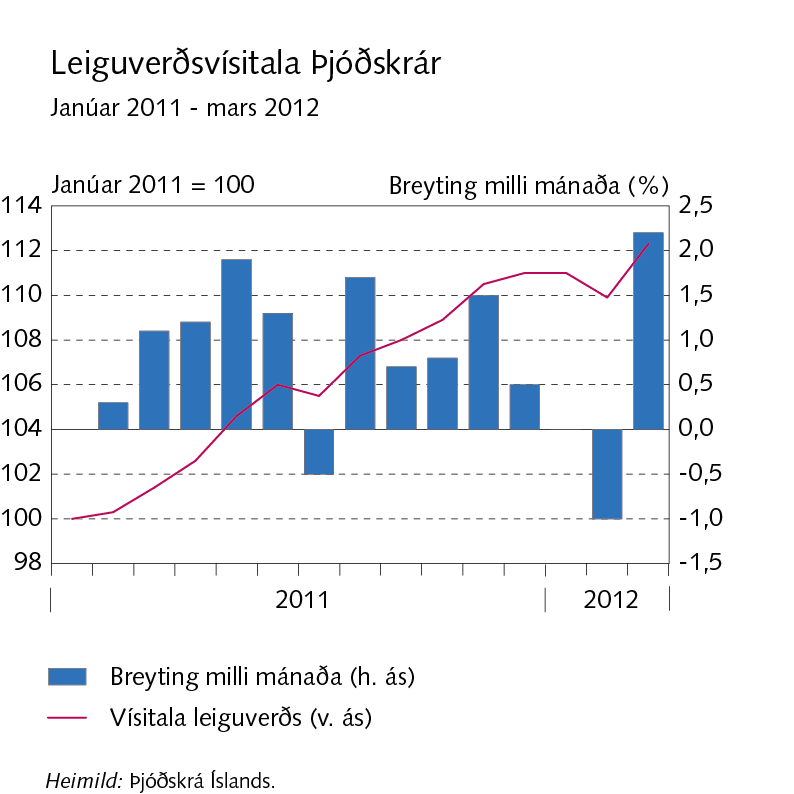 Leiguverðsvísitala Þjóðskrár
Janúar 2011 - mars 2012
Janúar 2011 = 100 Breyting milli mánaða (%)
114 2,5
112 2,0
110 1,5
108 1,0
106 0,5
104 0,0
102 -0,5
100 -1,0
98 -1,5
2011 2012
Breyting milli mánaða (h. ás)
Vísitala leiguverðs (v. ás)
Heimild: Þjóðskrá Íslands.